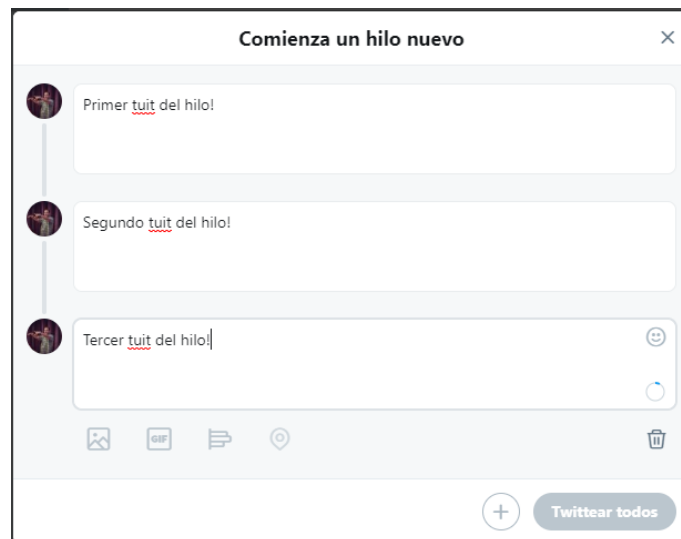 Comienza un hilo nuevo
Primer tuit del hilo!
Segundo tuit del hilo!
Tercer tuit del hilo!
GIF
Twittear todos